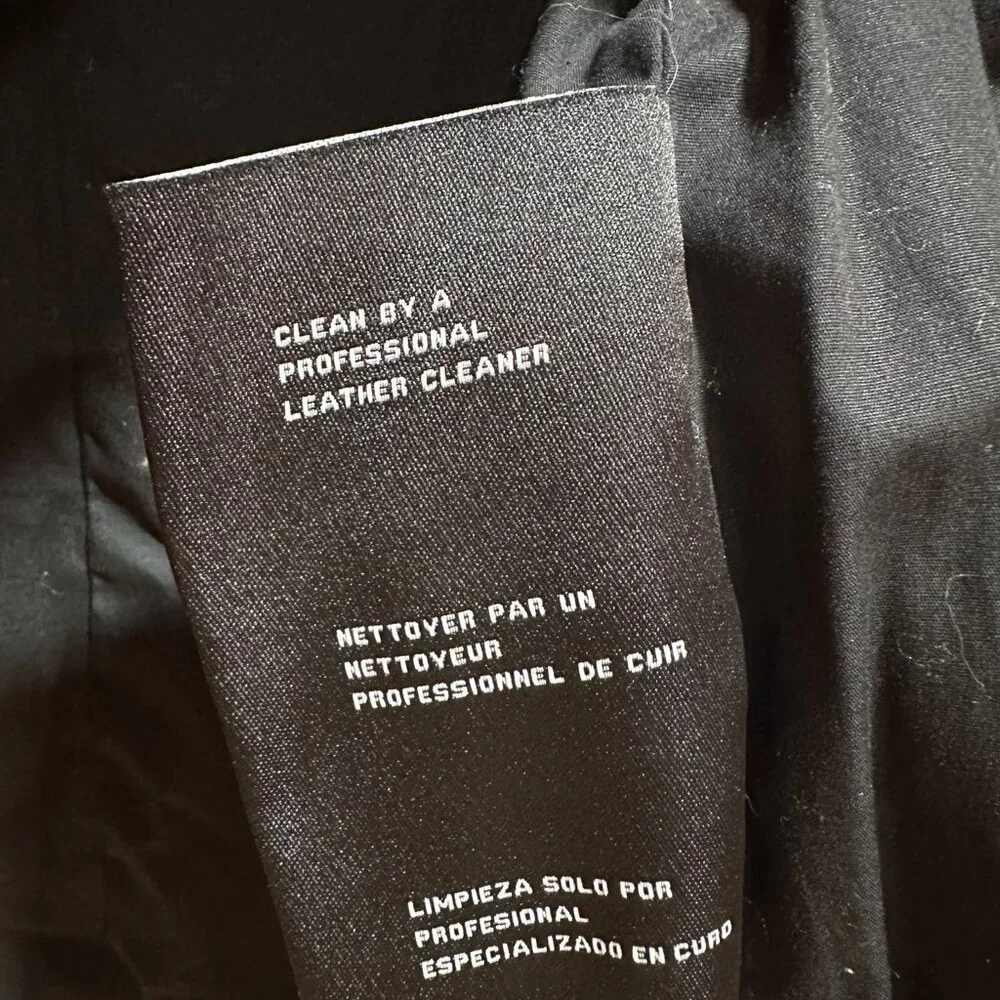 CLEAN BY A
PROFESSIONAL
LEATHER CLEANER
NETTOYER PAR UN
NETTOYEUR
PROFESSIONNEL DE CUIR
LIMPIEZA SOLO POR
PROFESIONAL
ESPECIALIZADO EN CURO